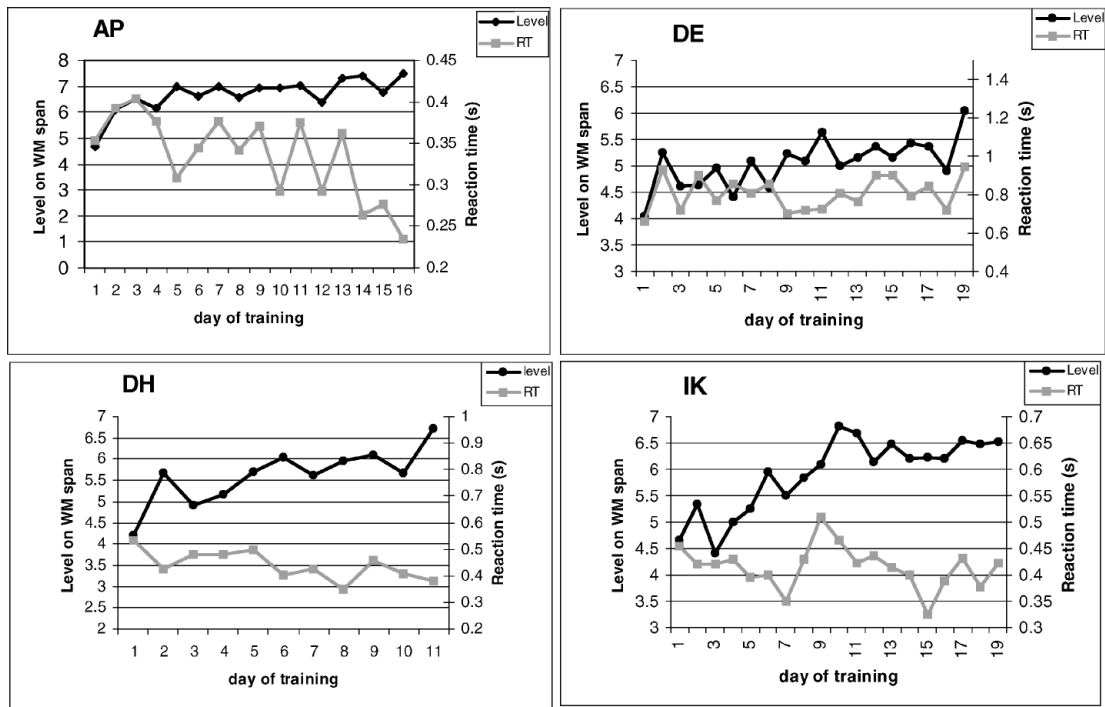 AP
Level
RT
Level on WM span
8
7
6
5
4
3
2
1
0
0.45
0.4
0.35
0.3
0.25
0.2
Reaction time (s)
1 2 3 4 5 6 7 8 9 10 11 12 13 14 15 16
day of training
DE
Level
RT
Level on WM span
7
6.5
6
5.5
5
4.5
4
3.5
3
1.4
1.2
1
0.8
0.6
0.4
Reaction time (s)
1 3 5 7 9 11 13 15 17 19
day of training
DH
level
RT
Level on WM span
7
6.5
6
5.5
5
4.5
4
3.5
3
2.5
2
1
0.9
0.8
0.7
0.6
0.5
0.4
0.3
0.2
Reaction time (s)
1 2 3 4 5 6 7 8 9 10 11
day of training
IK
Level
RT
Level on WM span
7
6.5
6
5.5
5
4.5
4
3.5
3
0.7
0.65
0.6
0.55
0.5
0.45
0.4
0.35
0.3
Reaction time (s)
1 3 5 7 9 11 13 15 17 19
day of training